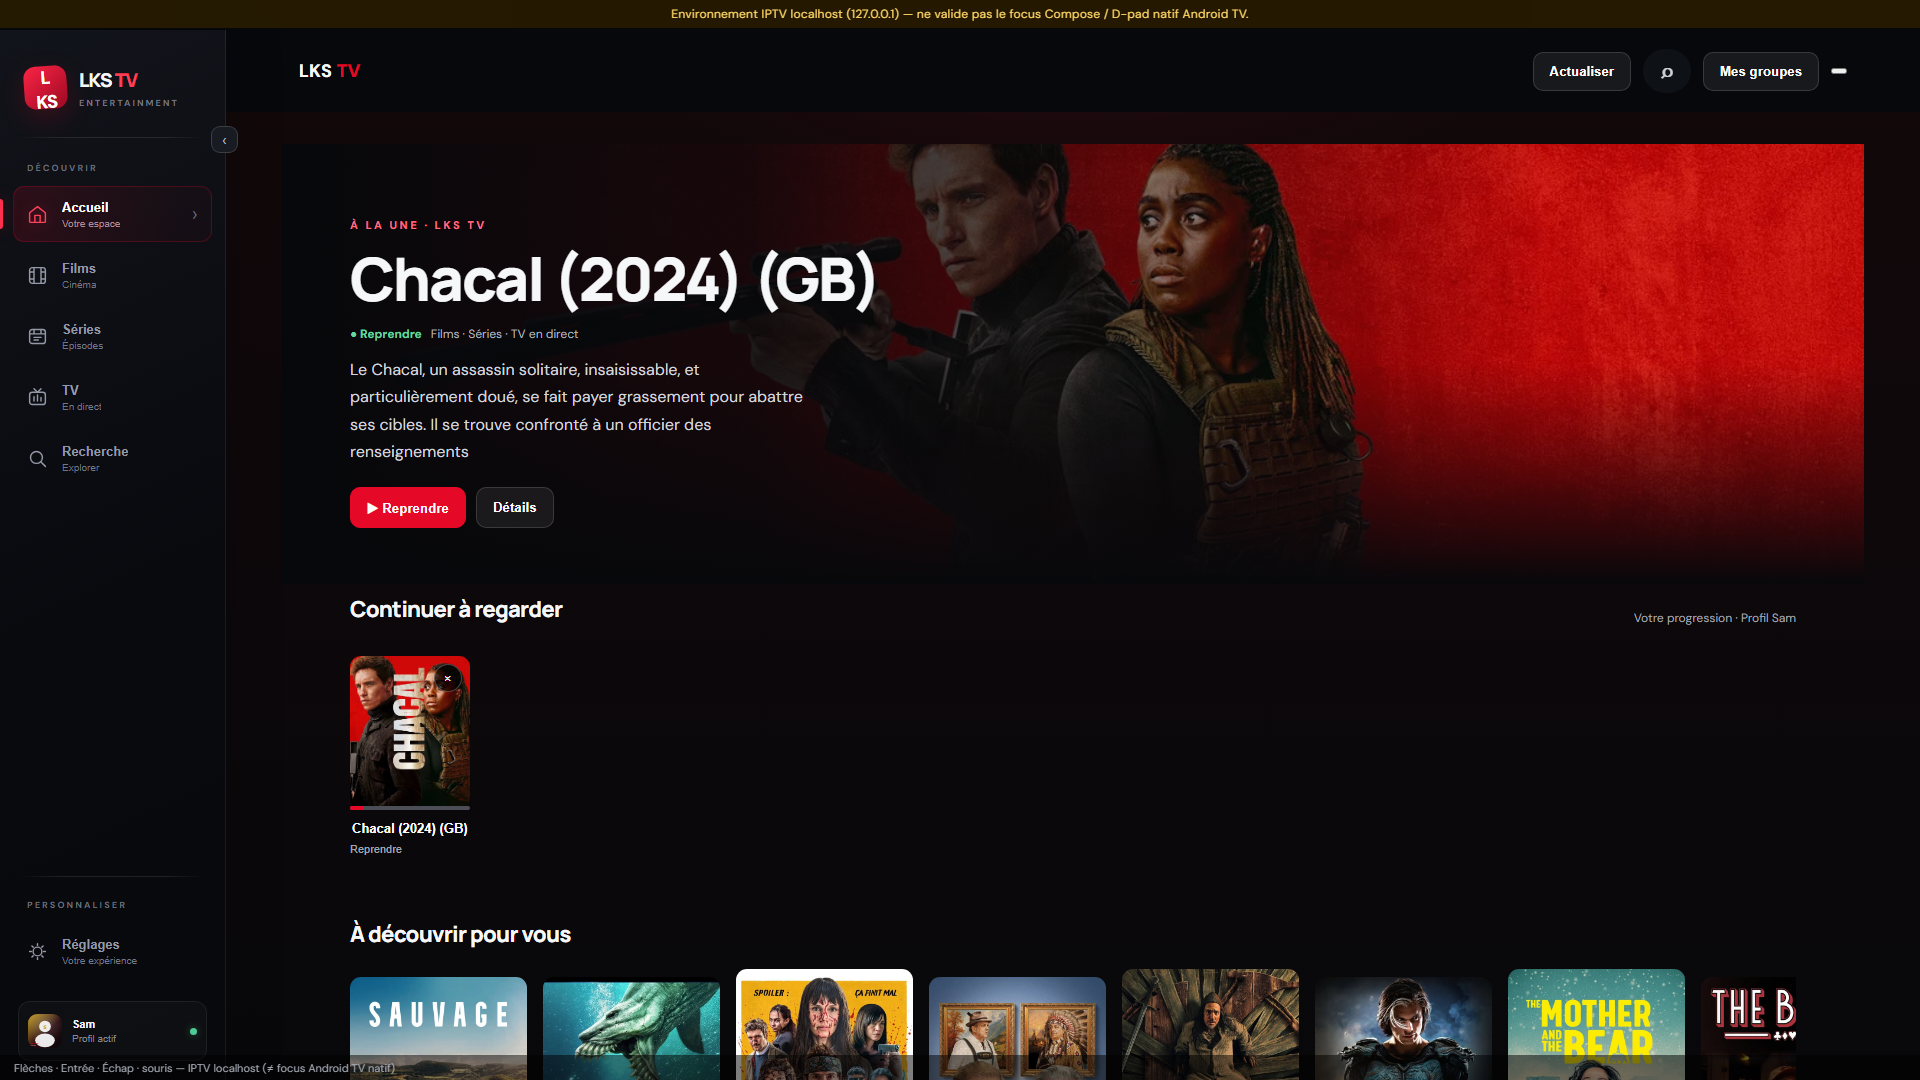 Environnement IPTV localhost (127.0.0.1) — ne valide pas le focus Compose / D-pad natif Android TV.
L
KS
LKS TV
ENTERTAINMENT
LKS TV
Actualiser
Mes groupes
‹
DÉCOUVRIR
Accueil
Votre espace
›
Films
Cinéma
Séries
Épisodes
TV
En direct
Recherche
Explorer
À LA UNE · LKS TV
Chacal (2024) (GB)
● Reprendre Films · Séries · TV en direct
Le Chacal, un assassin solitaire, insaisissable, et
particulièrement doué, se fait payer grassement pour abattre
ses cibles. Il se trouve confronté à un officier des
renseignements
▶ Reprendre
Détails
Continuer à regarder
Votre progression · Profil Sam
CHACAL
×
Chacal (2024) (GB)
Reprendre
À découvrir pour vous
SAUVAGE
SPOILER : ÇA FINIT MAL
THE MOTHER
AND THE BEAR
THE B
PERSONNALISER
Réglages
Votre expérience
Sam
Profil actif
Flèches · Entrée · Échap · souris — IPTV localhost (≠ focus Android TV natif)